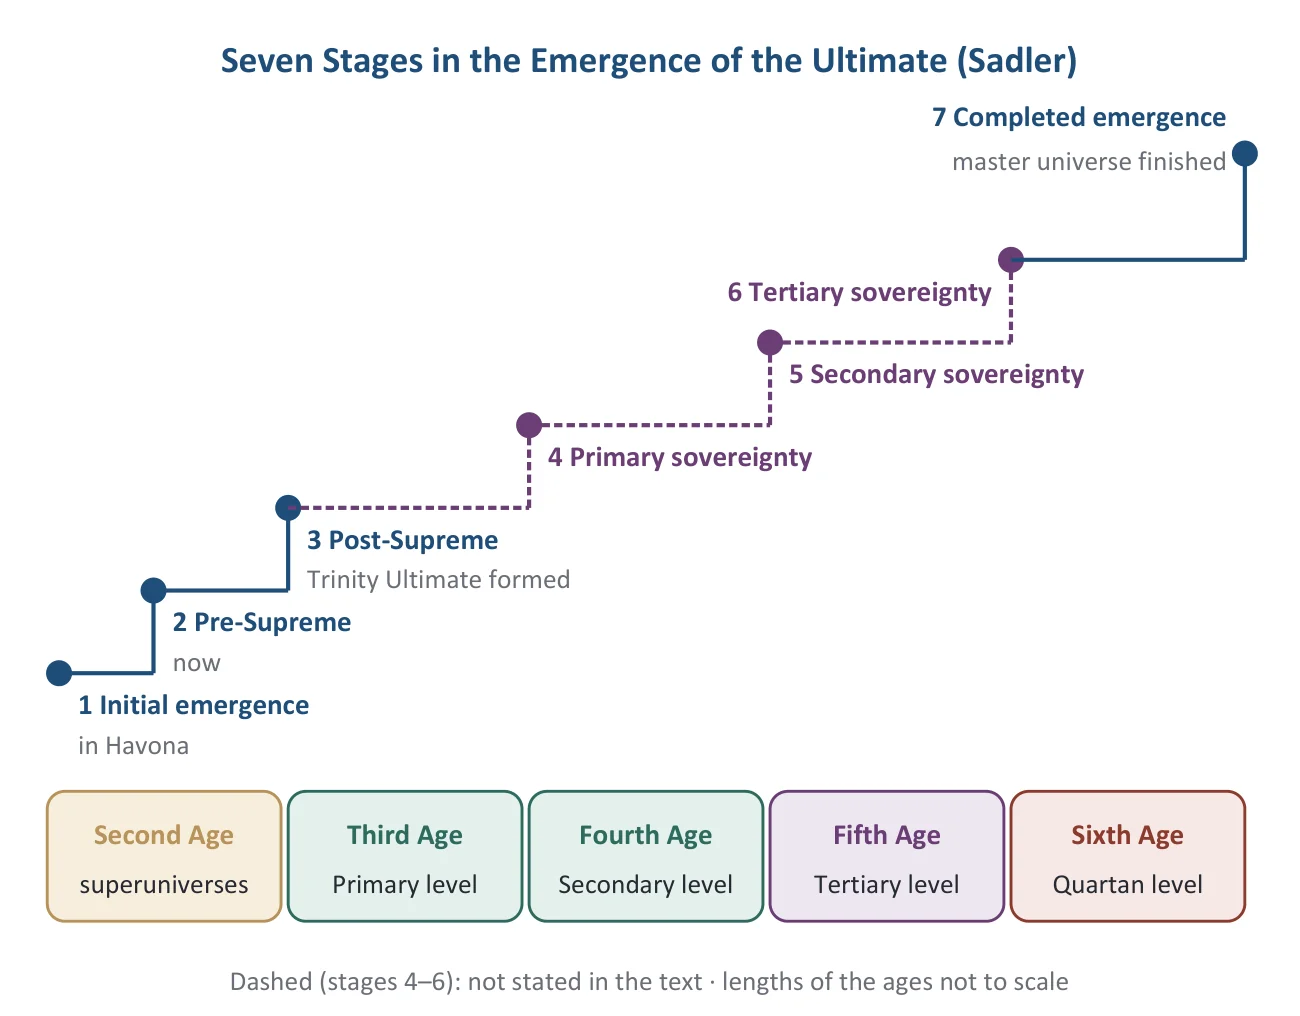 Seven Stages in the Emergence of the Ultimate (Sadler)
7 Completed emergence
master universe finished
6 Tertiary sovereignty
5 Secondary sovereignty
4 Primary sovereignty
3 Post-Supreme
Trinity Ultimate formed
2 Pre-Supreme
now
1 Initial emergence
in Havona
Second Age
superuniverses
Third Age
Primary level
Fourth Age
Secondary level
Fifth Age
Tertiary level
Sixth Age
Quartan level
Dashed (stages 4–6): not stated in the text · lengths of the ages not to scale